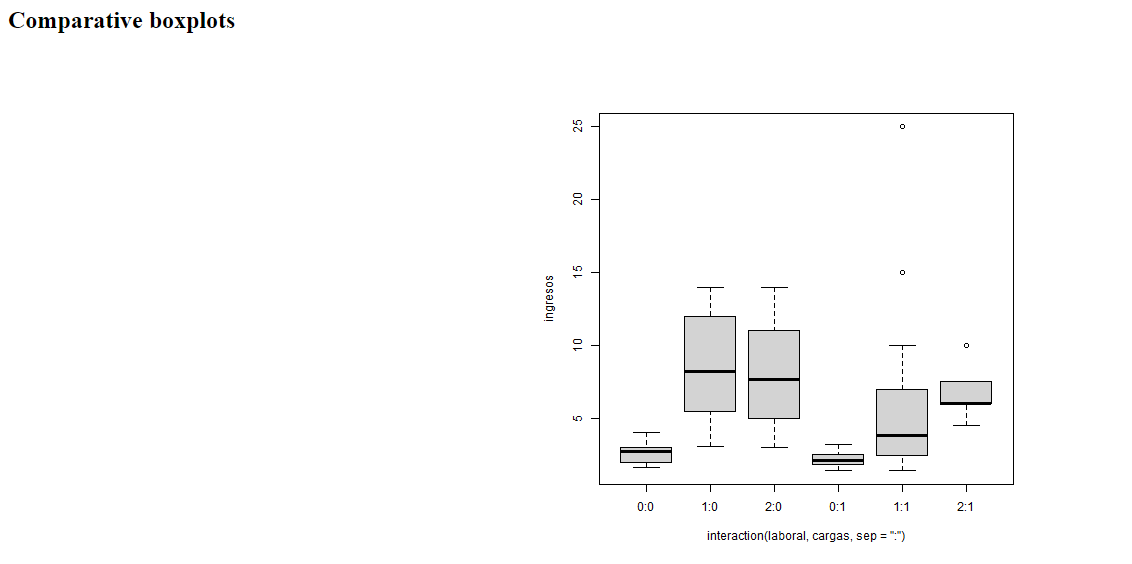 Comparative boxplots
25
20
15
10
5
ingresos
0:0 1:0 2:0 0:1 1:1 2:1
interaction(laboral, cargas, sep = ":")